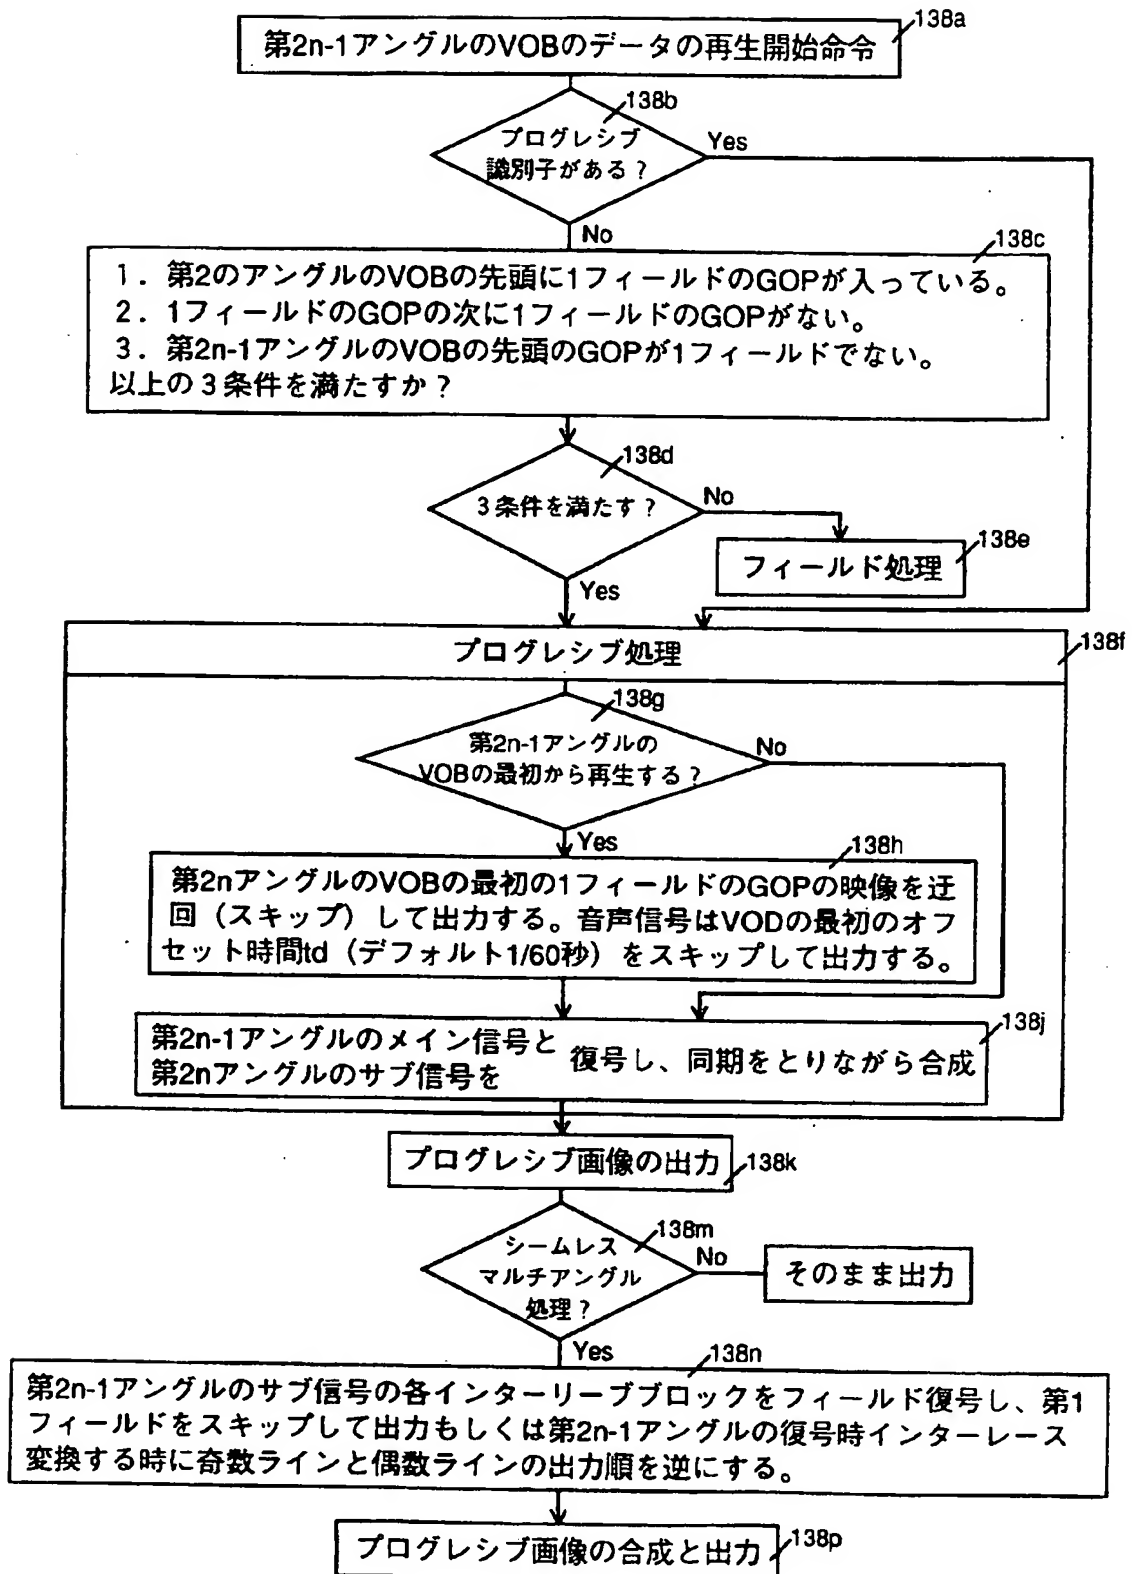 138a
第2n-1アングルのVOBのデータの再生開始命令
138b
プログレシブ
識別子がある？
Yes
No
138c
1．第2のアングルのVOBの先頭に1フィールドのGOPが入っている。
2．1フィールドのGOPの次に1フィールドのGOPがない。
3．第2n-1アングルのVOBの先頭のGOPが1フィールドでない。
以上の3条件を満たすか？
138d
3条件を満たす？
No
138e
フィールド処理
Yes
プログレシブ処理
138f
138g
第2n-1アングルの
VOBの最初から再生する？
No
Yes
138h
第2nアングルのVOBの最初の1フィールドのGOPの映像を迂
回（スキップ）して出力する。音声信号はVODの最初のオフ
セット時間td（デフォルト1/60秒）をスキップして出力する。
138j
第2n-1アングルのメイン信号と
第2nアングルのサブ信号を
復号し、同期をとりながら合成
プログレシブ画像の出力
138k
138m
シームレス
マルチアングル
処理？
No
そのまま出力
Yes
138n
第2n-1アングルのサブ信号の各インターリーブブロックをフィールド復号し、第1
フィールドをスキップして出力もしくは第2n-1アングルの復号時インターレース
変換する時に奇数ラインと偶数ラインの出力順を逆にする。
プログレシブ画像の合成と出力
138p